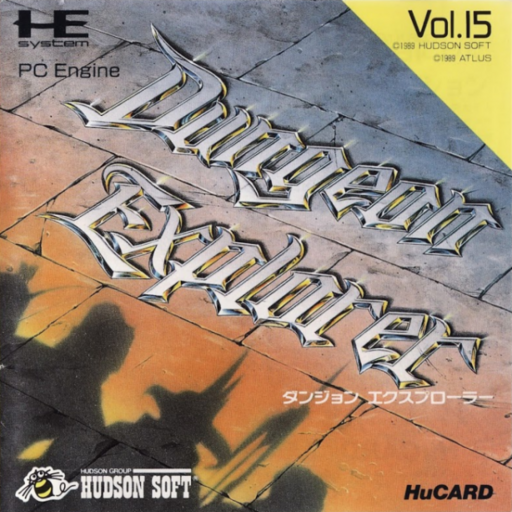 HE
system
PC Engine
Vol.15
©1989 HUDSON SOFT
©1989 ATLUS
Dungeon
Explorer
ダンジョン エクスプローラー
HUDSON GROUP
HUDSON SOFT
HuCARD